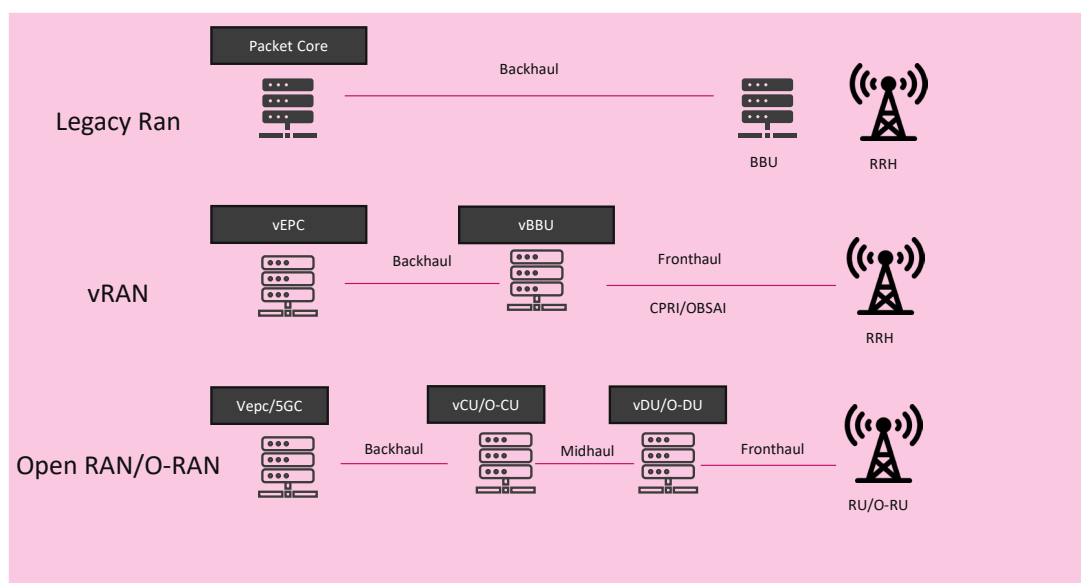 Packet Core
Backhaul
Legacy Ran
BBU
RRH
vEPC
vBBU
Backhaul
Fronthaul
vRAN
CPRI/OBSAI
RRH
Vepc/5GC
vCU/O-CU
vDU/O-DU
Backhaul
Midhaul
Fronthaul
Open RAN/O-RAN
RU/O-RU